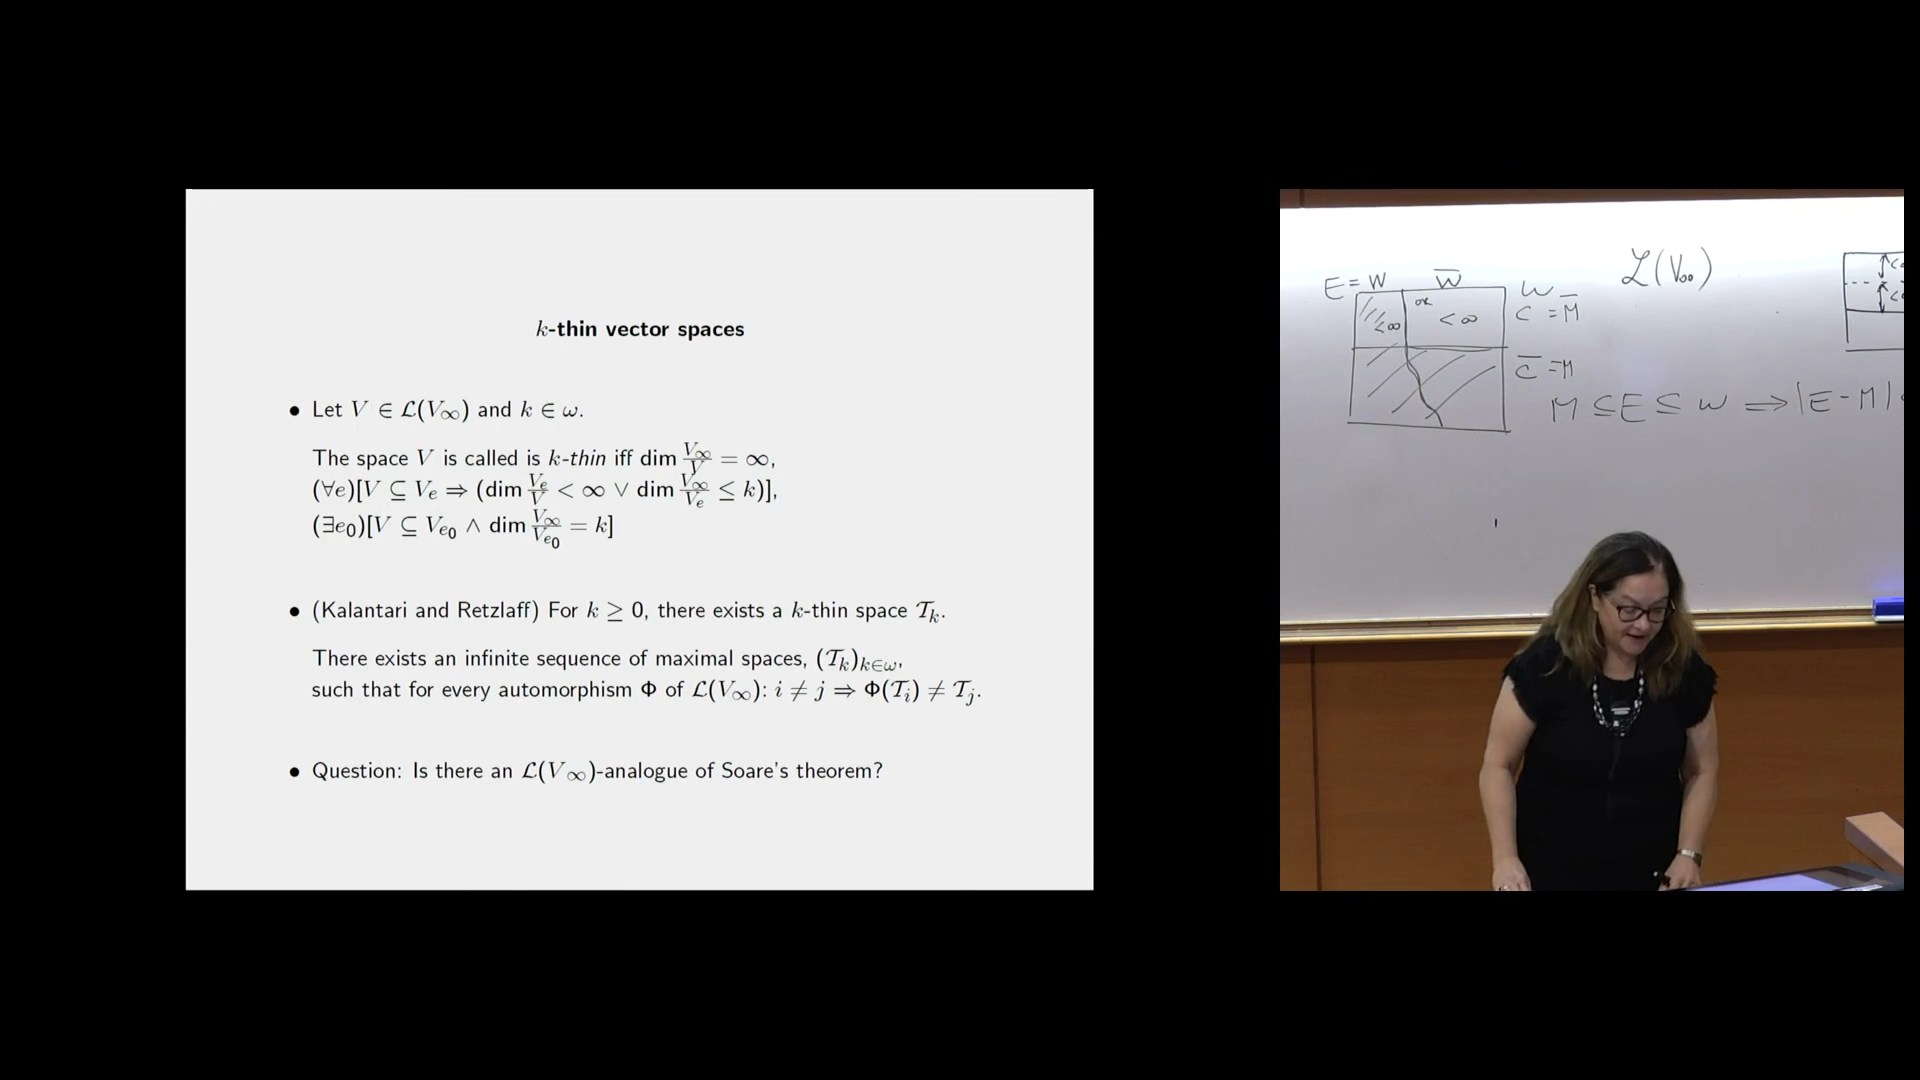 k-thin vector spaces
• Let V ∈ ℒ(V∞) and k ∈ ω.
The space V is called is k-thin iff dim V∞/V = ∞,
(∀e)[V ⊆ Ve ⇒ (dim Ve/V < ∞ ∨ dim V∞/Ve ≤ k)],
(∃e0)[V ⊆ Ve0 ∧ dim V∞/Ve0 = k]
• (Kalantari and Retzlaff) For k ≥ 0, there exists a k-thin space 𝒯k.
There exists an infinite sequence of maximal spaces, (𝒯k)k∈ω,
such that for every automorphism Φ of ℒ(V∞): i ≠ j ⇒ Φ(𝒯i) ≠ 𝒯j.
• Question: Is there an ℒ(V∞)-analogue of Soare's theorem?
ℒ(V∞)
E = W W̅
<∞ or <∞
ω
C = M̅
C̅ = M
M ⊆ E ⊆ ω ⇒ |E - M| <